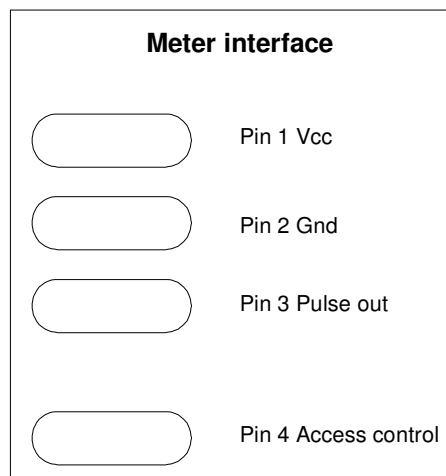 Meter interface
Pin 1 Vcc
Pin 2 Gnd
Pin 3 Pulse out
Pin 4 Access control